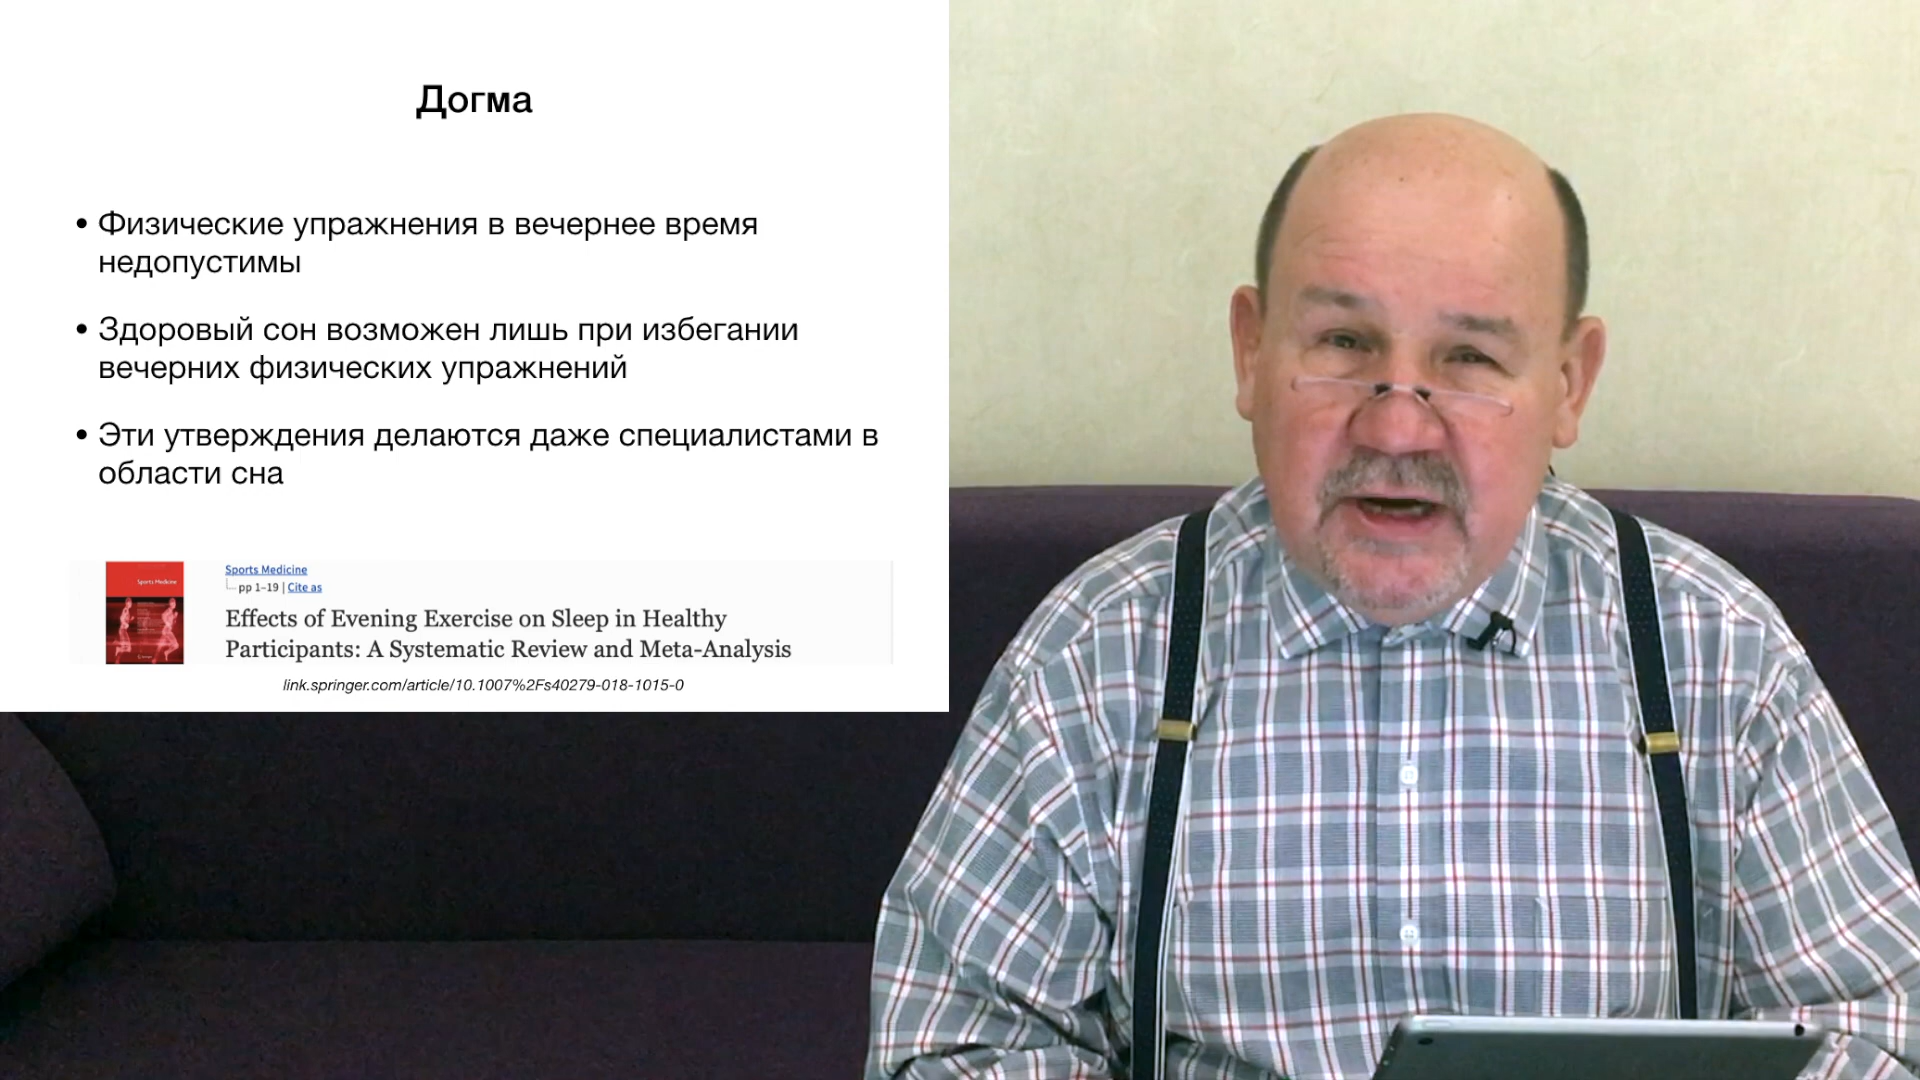 Догма
• Физические упражнения в вечернее время
недопустимы
• Здоровый сон возможен лишь при избегании
вечерних физических упражнений
• Эти утверждения делаются даже специалистами в
области сна
Sports Medicine
Sports Medicine
pp 1–19 | Cite as
Effects of Evening Exercise on Sleep in Healthy
Participants: A Systematic Review and Meta-Analysis
link.springer.com/article/10.1007%2Fs40279-018-1015-0